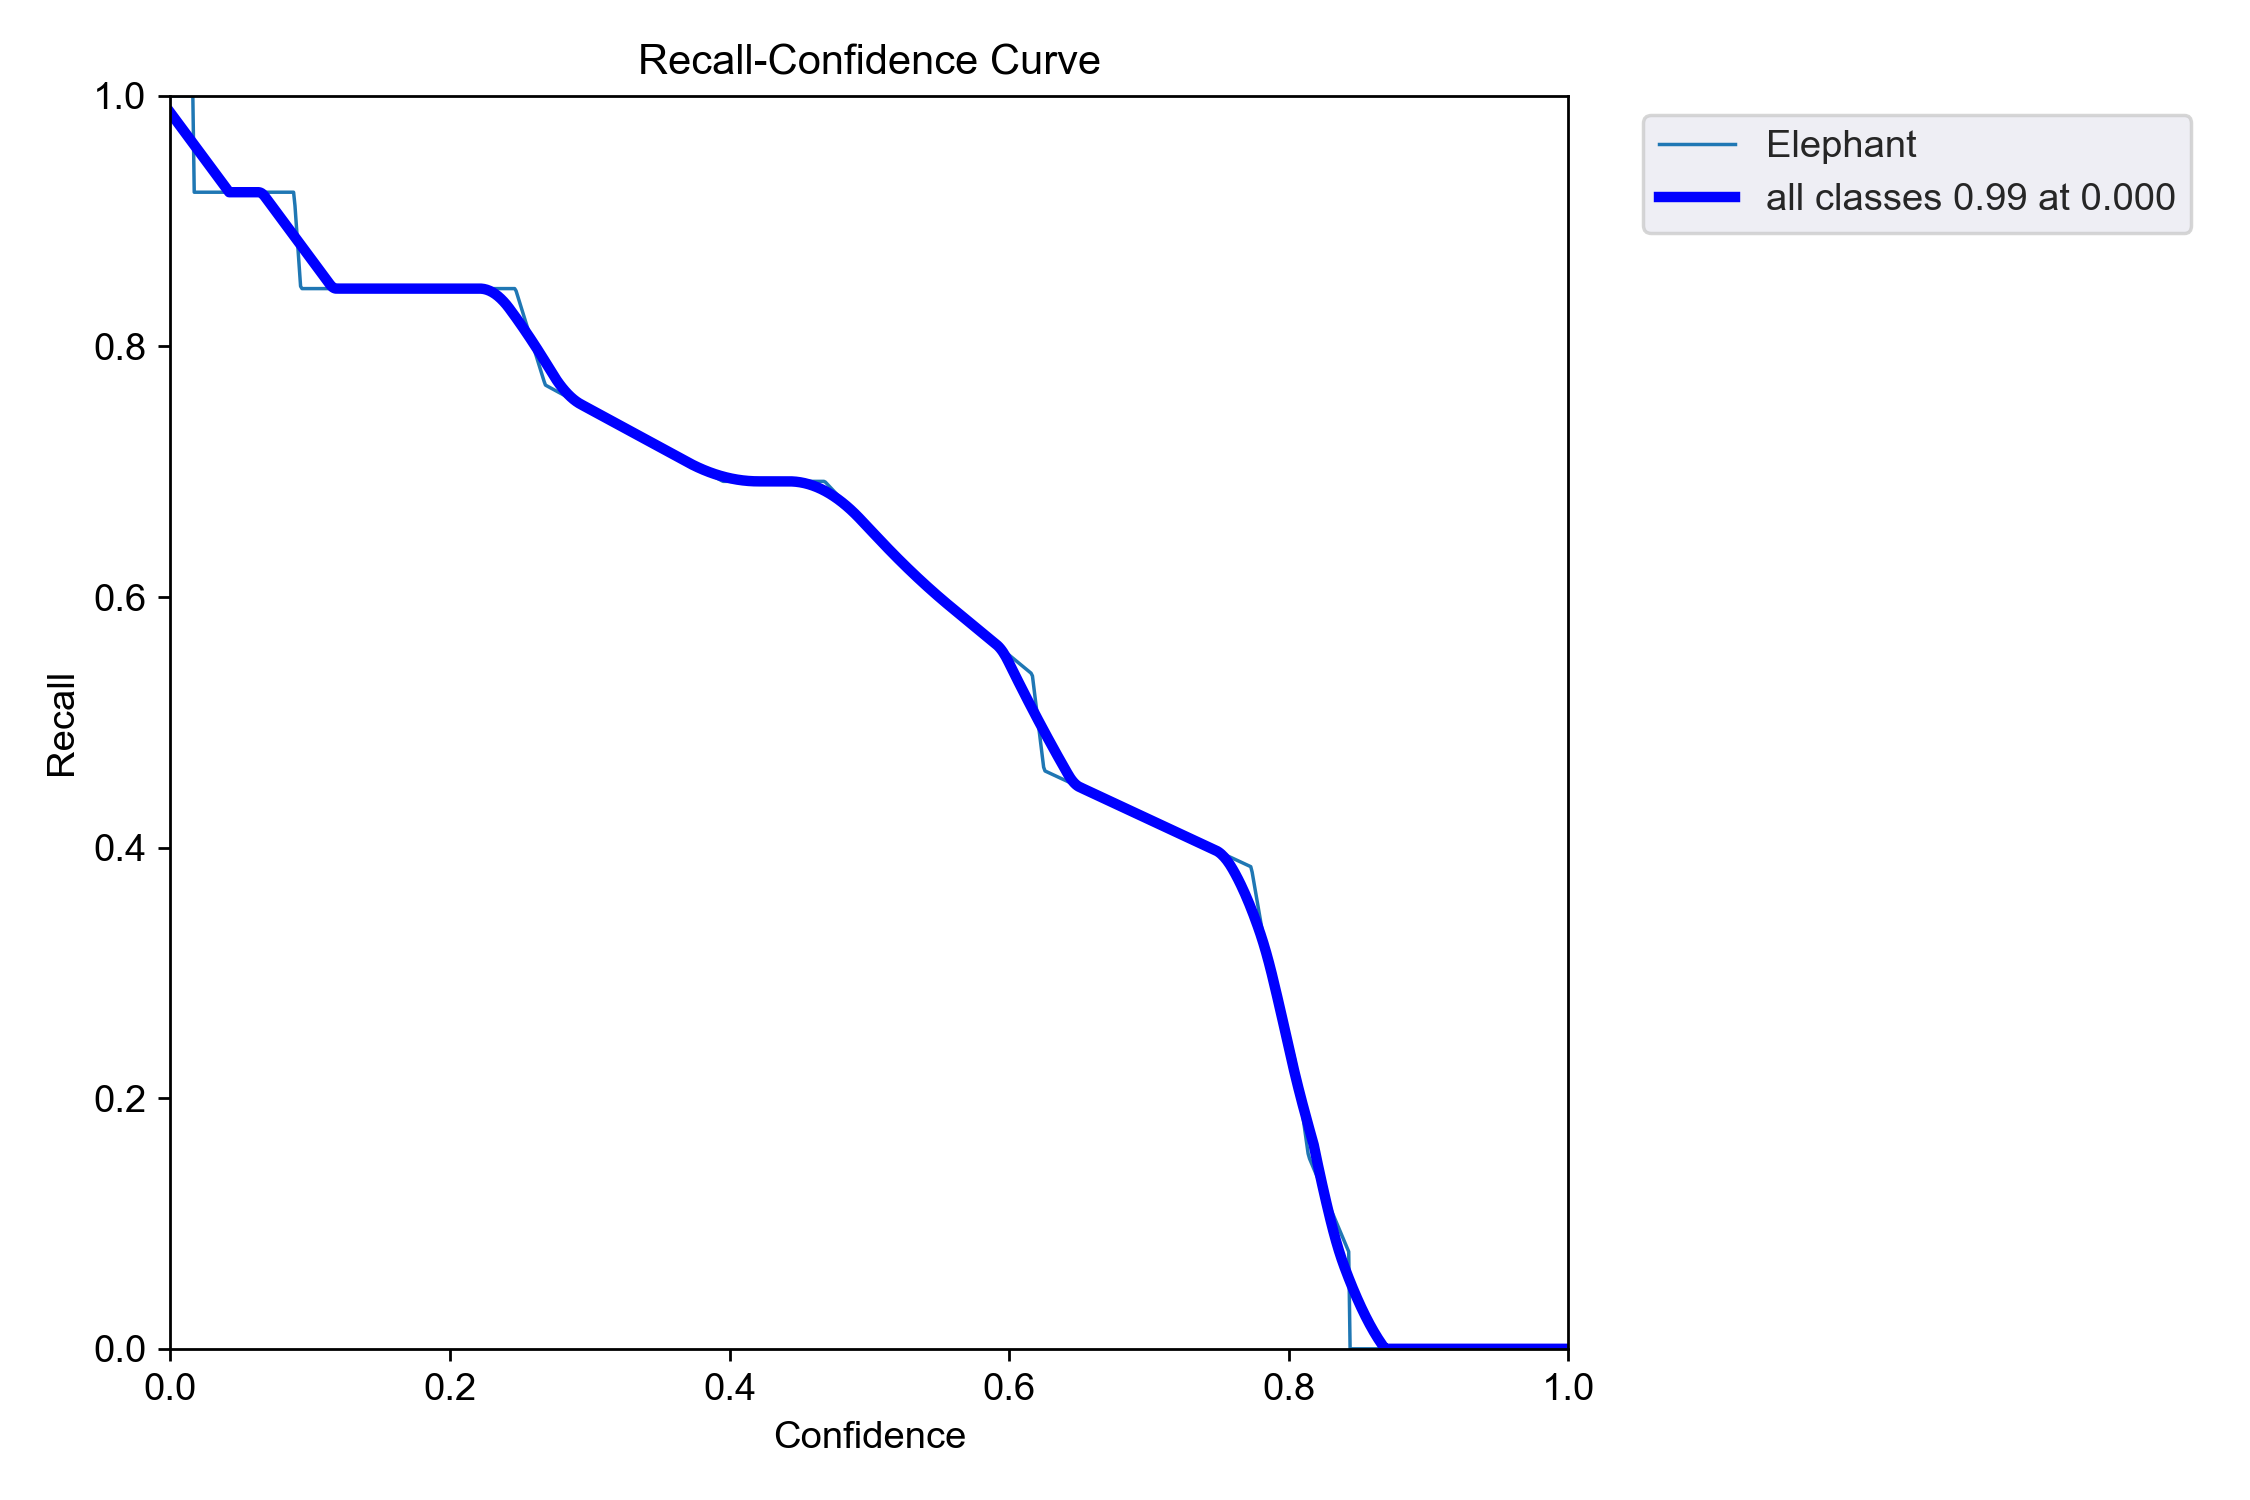 Recall-Confidence Curve
1.0
0.8
0.6
0.4
0.2
0.0
Recall
0.0 0.2 0.4 0.6 0.8 1.0
Confidence
Elephant
all classes 0.99 at 0.000